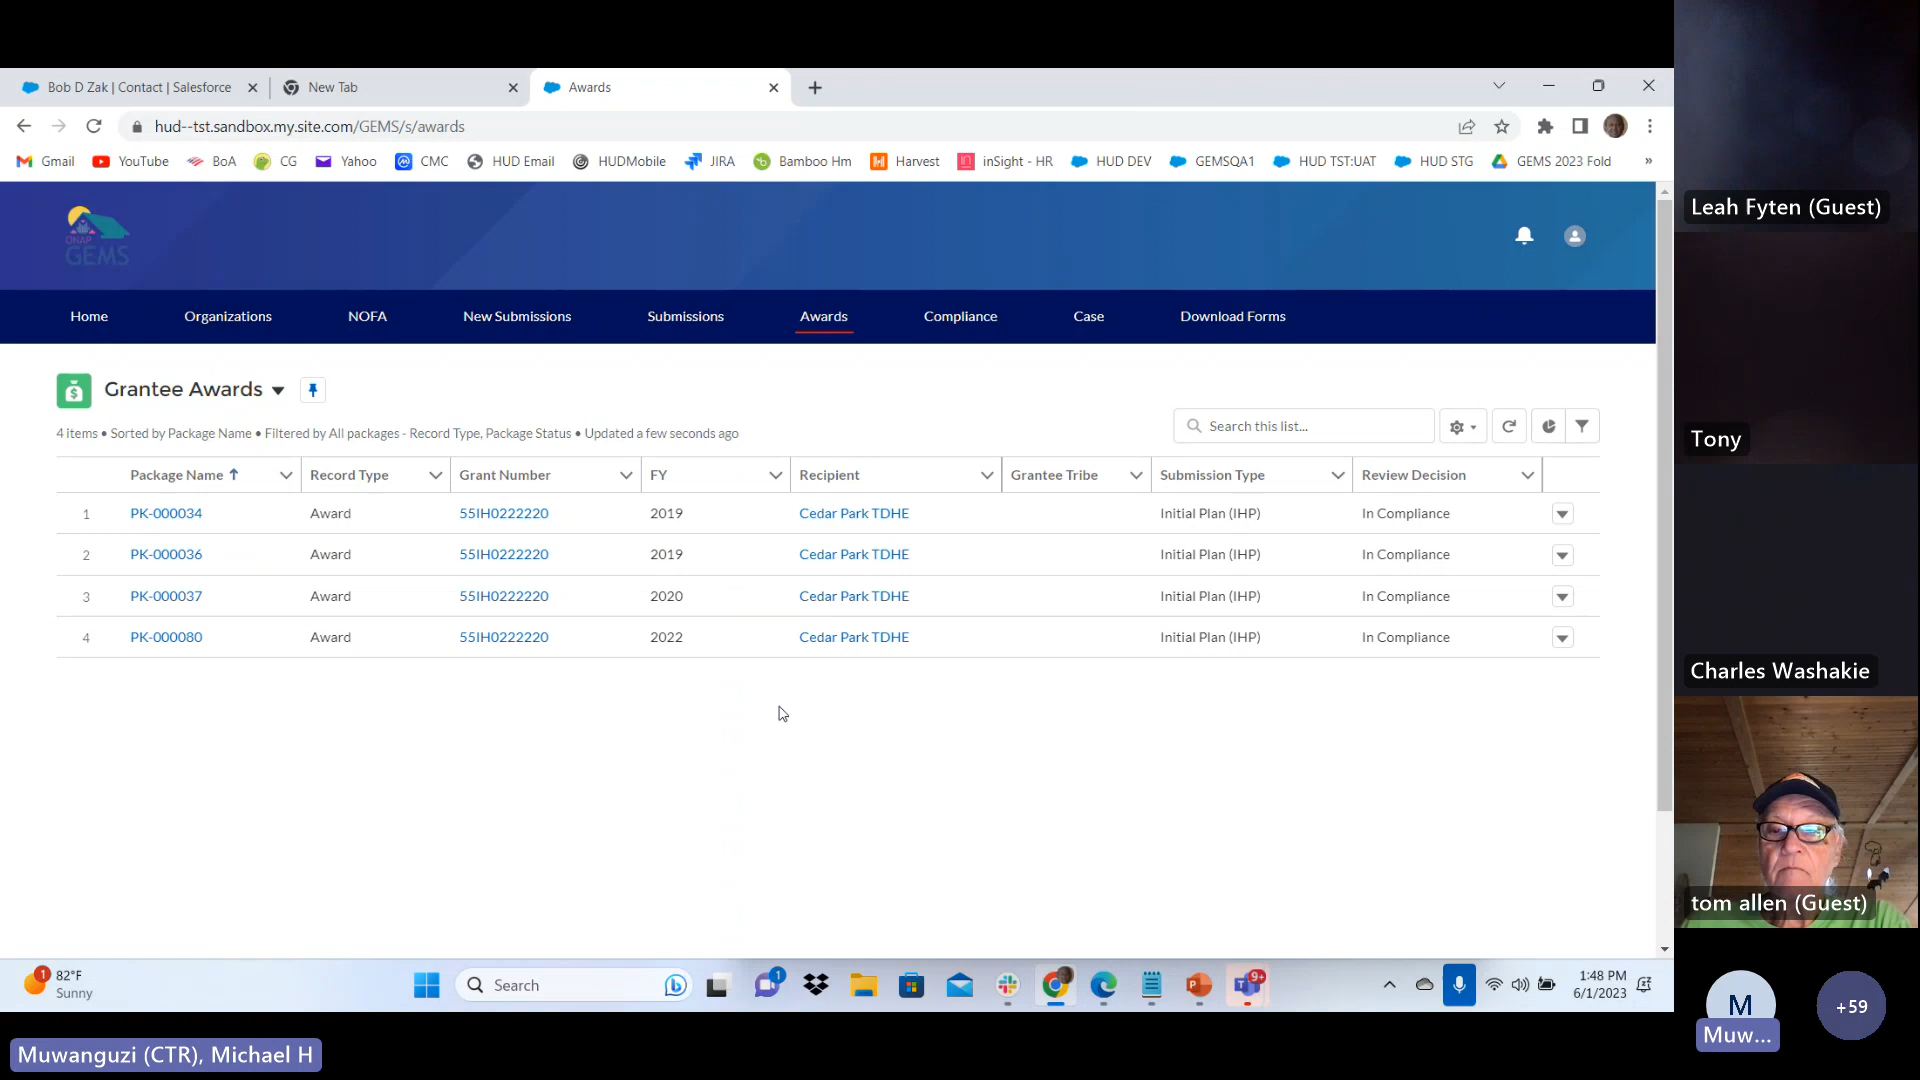 Bob D Zak | Contact | Salesforce
New Tab
Awards
hud--tst.sandbox.my.site.com/GEMS/s/awards
Gmail YouTube BoA CG Yahoo CMC HUD Email HUDMobile JIRA Bamboo Hm Harvest inSight - HR HUD DEV GEMSQA1 HUD TST:UAT HUD STG GEMS 2023 Fold »
ONAP
GEMS
Home Organizations NOFA New Submissions Submissions Awards Compliance Case Download Forms
Grantee Awards
4 items • Sorted by Package Name • Filtered by All packages - Record Type, Package Status • Updated a few seconds ago
Search this list...
Package Name Record Type Grant Number FY Recipient Grantee Tribe Submission Type Review Decision
1 PK-000034 Award 55IH0222220 2019 Cedar Park TDHE Initial Plan (IHP) In Compliance
2 PK-000036 Award 55IH0222220 2019 Cedar Park TDHE Initial Plan (IHP) In Compliance
3 PK-000037 Award 55IH0222220 2020 Cedar Park TDHE Initial Plan (IHP) In Compliance
4 PK-000080 Award 55IH0222220 2022 Cedar Park TDHE Initial Plan (IHP) In Compliance
1
82°F
Sunny
Search
1
9+
1:48 PM
6/1/2023
Muwanguzi (CTR), Michael H
Leah Fyten (Guest)
Tony
Charles Washakie
tom allen (Guest)
M
Muw...
+59